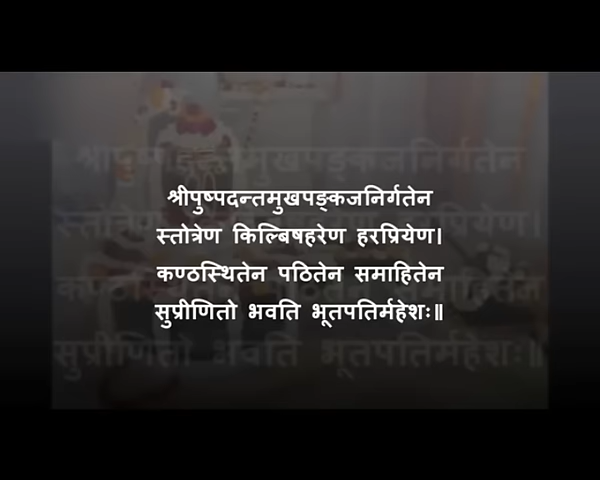 श्रीपुष्पदन्तमुखपङ्कजनिर्गतेन
स्तोत्रेण किल्बिषहरेण हरप्रियेण।
कण्ठस्थितेन पठितेन समाहितेन
सुप्रीणितो भवति भूतपतिर्महेशः॥